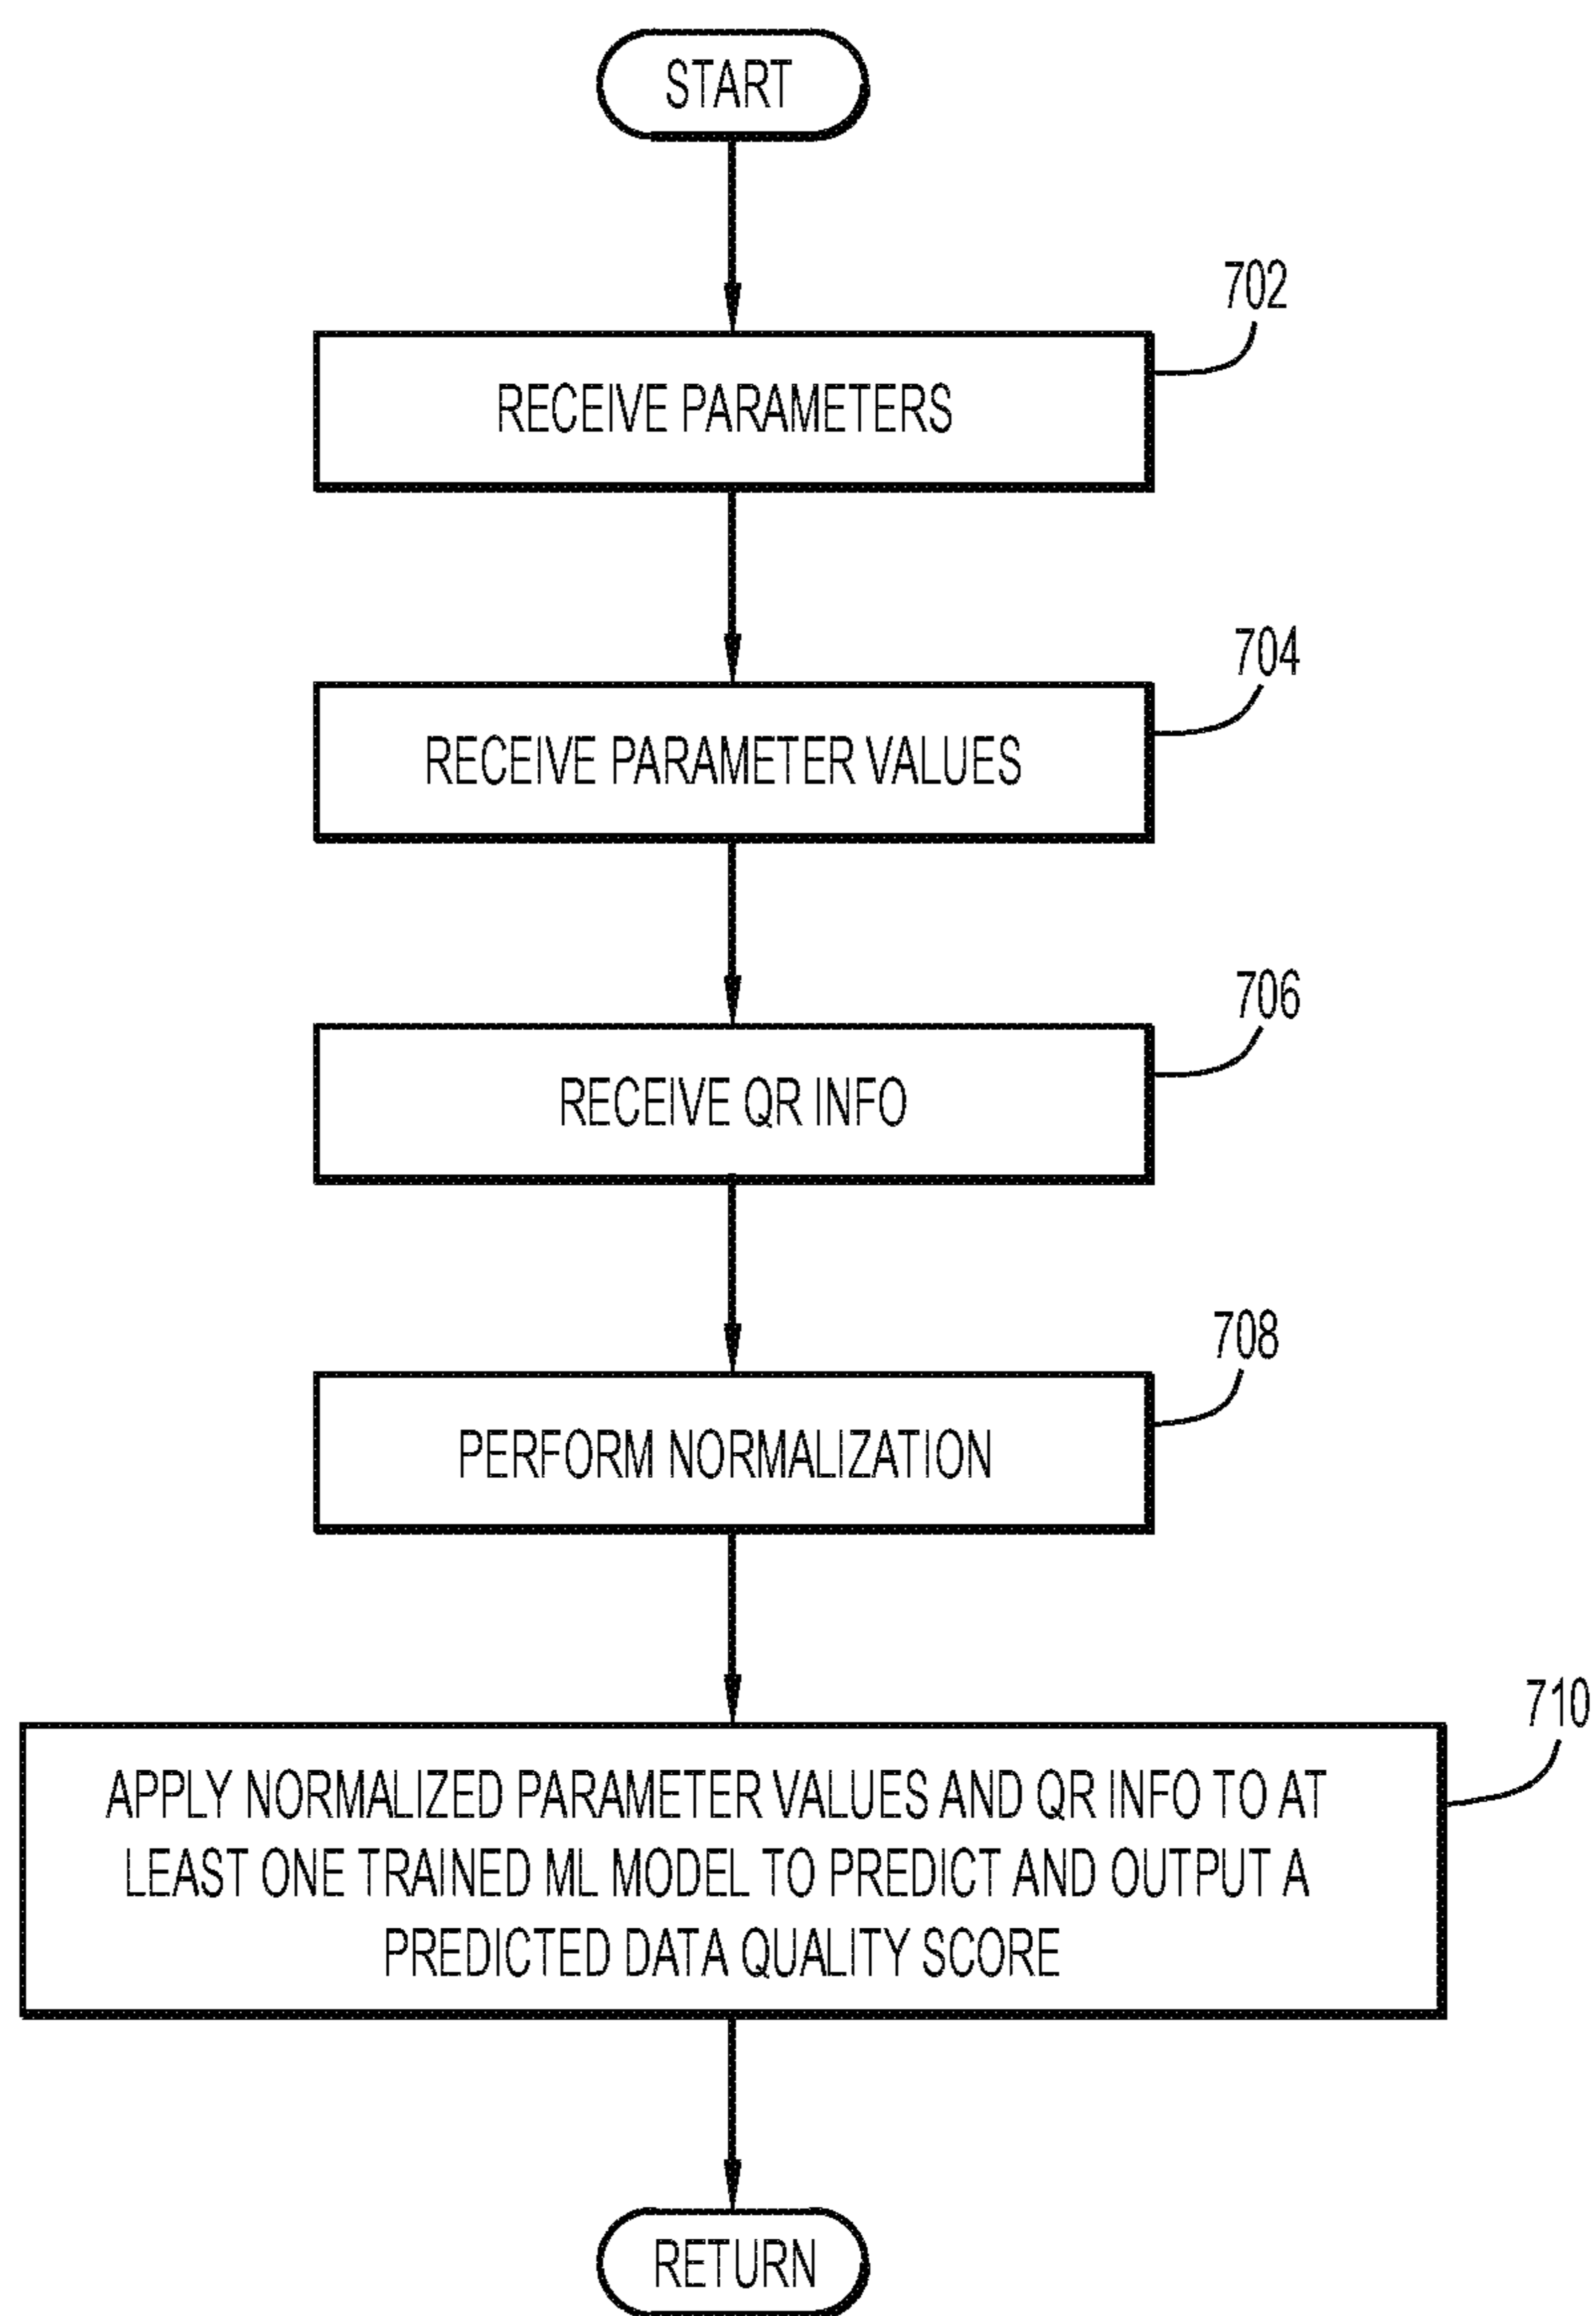 START
702
RECEIVE PARAMETERS
704
RECEIVE PARAMETER VALUES
706
RECEIVE QR INFO
708
PERFORM NORMALIZATION
710
APPLY NORMALIZED PARAMETER VALUES AND QR INFO TO AT
LEAST ONE TRAINED ML MODEL TO PREDICT AND OUTPUT A
PREDICTED DATA QUALITY SCORE
RETURN